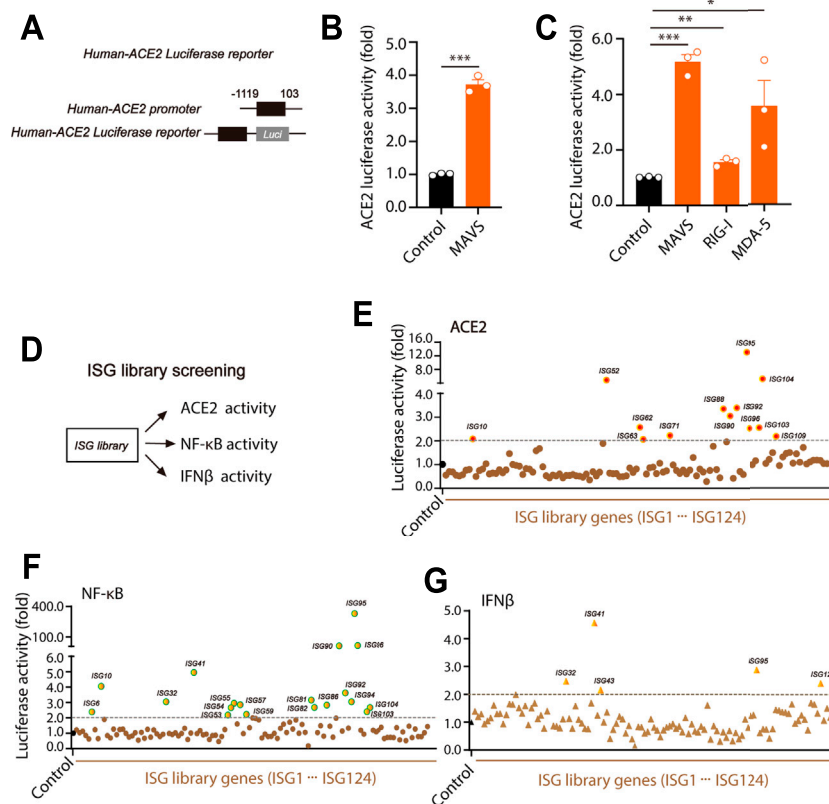 A
Human-ACE2 Luciferase reporter
-1119 103
Human-ACE2 promoter
Human-ACE2 Luciferase reporter
Luci
B
ACE2 luciferase activity (fold)
5.0
4.0
3.0
2.0
1.0
0.0
***
Control
MAVS
C
ACE2 luciferase activity (fold)
6.0
4.0
2.0
0.0
*
**
***
Control
MAVS
RIG-I
MDA-5
D
ISG library screening
ISG library
ACE2 activity
NF-κB activity
IFNβ activity
E
ACE2
Luciferase activity (fold)
16.0
12.0
8.0
4.0
4.0
3.0
2.0
1.0
0.0
ISG10
ISG52
ISG62
ISG63
ISG71
ISG88
ISG90
ISG92
ISG15
ISG96
ISG104
ISG103
ISG109
Control
ISG library genes (ISG1 ··· ISG124)
F
NF-κB
Luciferase activity (fold)
400.0
100.0
6.0
5.0
4.0
3.0
2.0
1.0
0.0
ISG6
ISG10
ISG32
ISG41
ISG53
ISG54
ISG55
ISG57
ISG59
ISG81
ISG82
ISG86
ISG90
ISG95
ISG96
ISG92
ISG94
ISG104
ISG103
Control
ISG library genes (ISG1 ··· ISG124)
G
IFNβ
5.0
4.0
3.0
2.0
1.0
0.0
ISG32
ISG41
ISG43
ISG95
Control
ISG library genes (ISG1 ··· ISG124)